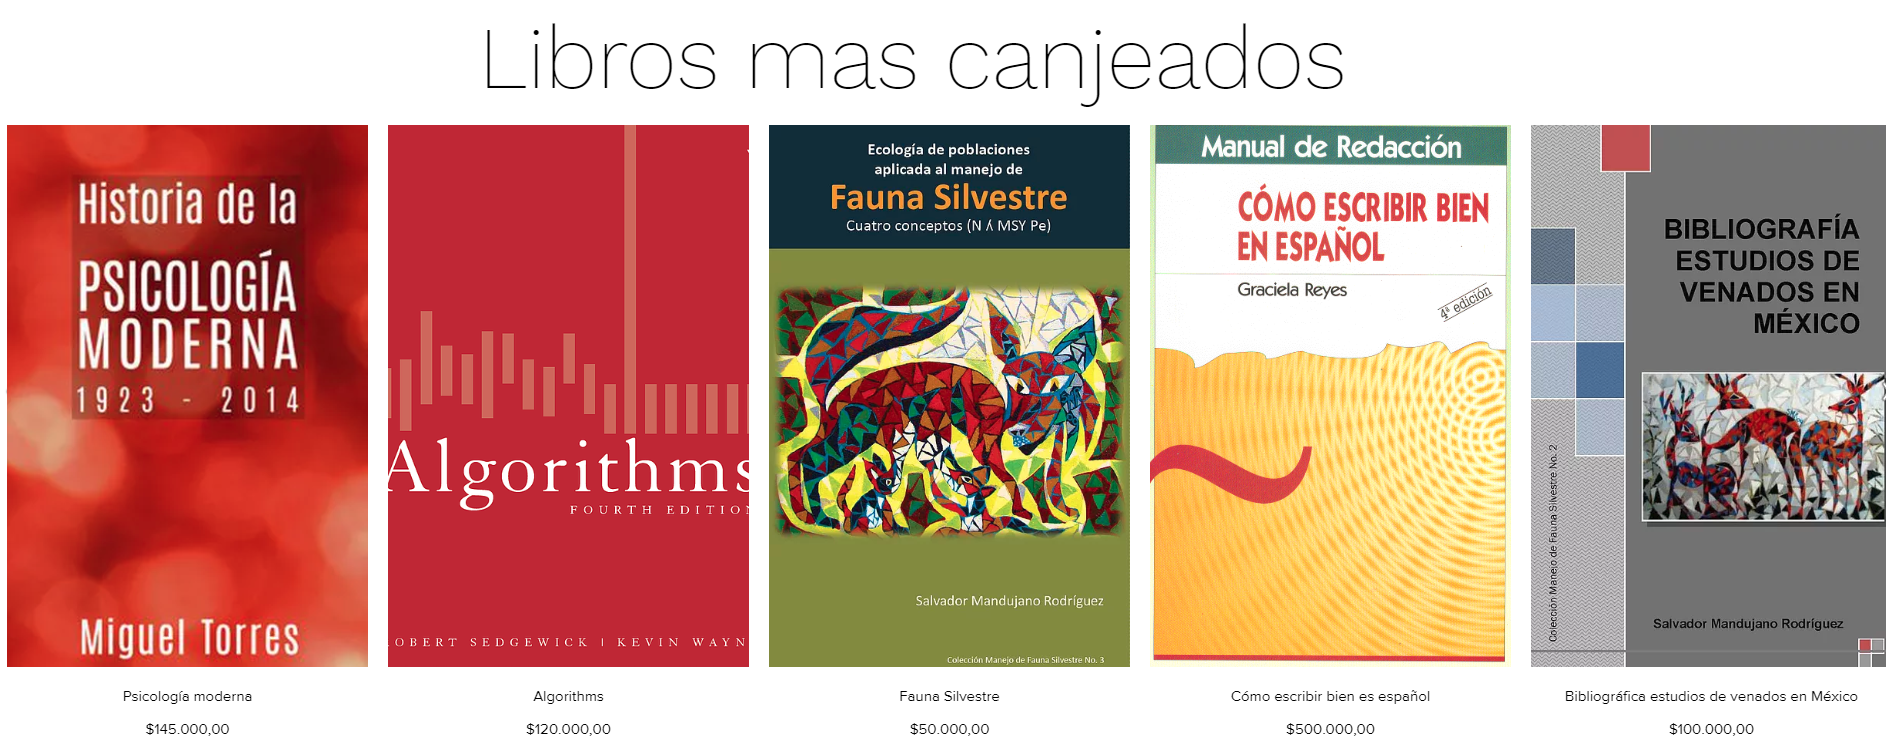 Libros mas canjeados
Historia de la
PSICOLOGÍA
MODERNA
1923 - 2014
Miguel Torres
Psicología moderna
$145.000,00
Algorithms
FOURTH EDITION
OBERT SEDGEWICK | KEVIN WAYN
Algorithms
$120.000,00
Ecología de poblaciones
aplicada al manejo de
Fauna Silvestre
Cuatro conceptos (N ʎ MSY Pe)
Salvador Mandujano Rodríguez
Colección Manejo de Fauna Silvestre No. 3
Fauna Silvestre
$50.000,00
Manual de Redacción
CÓMO ESCRIBIR BIEN
EN ESPAÑOL
Graciela Reyes
4ª edición
Cómo escribir bien es español
$500.000,00
BIBLIOGRAFÍA
ESTUDIOS DE
VENADOS EN
MÉXICO
Colección Manejo de Fauna Silvestre No. 2
Salvador Mandujano Rodríguez
Bibliográfica estudios de venados en México
$100.000,00